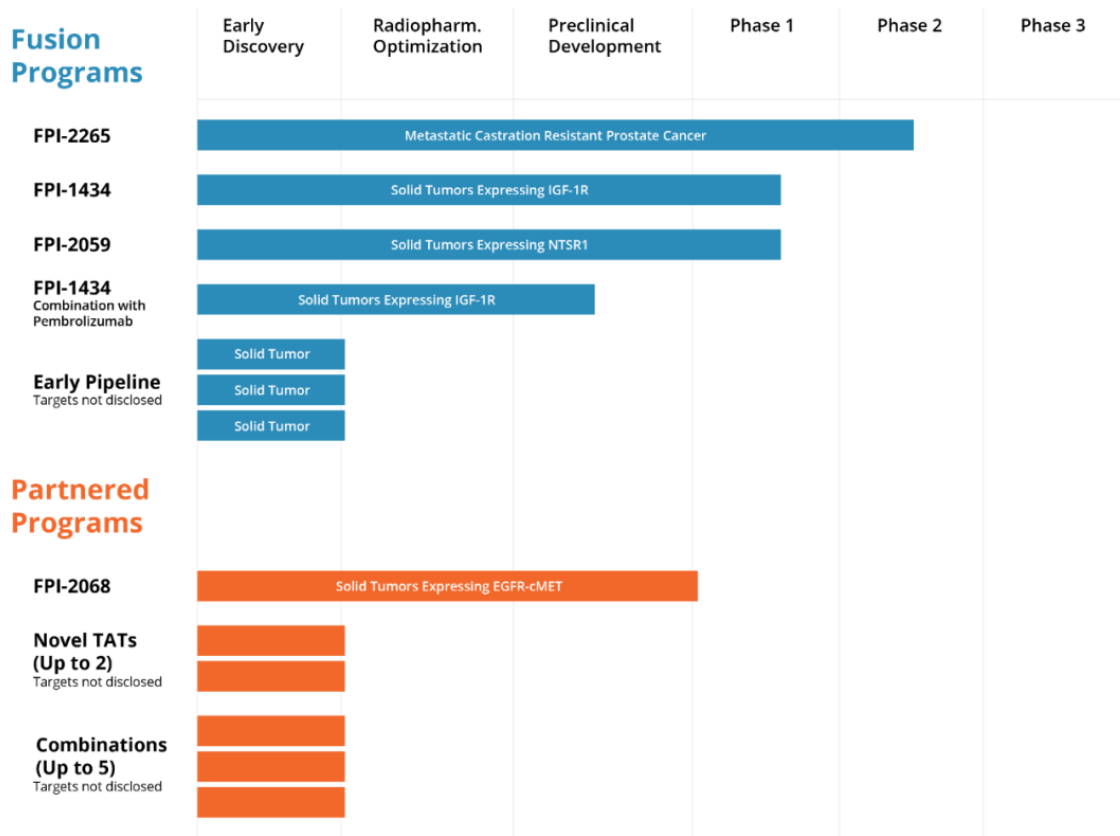 Fusion
Programs
Early
Discovery
Radiopharm.
Optimization
Preclinical
Development
Phase 1
Phase 2
Phase 3
FPI-2265
Metastatic Castration Resistant Prostate Cancer
FPI-1434
Solid Tumors Expressing IGF-1R
FPI-2059
Solid Tumors Expressing NTSR1
FPI-1434
Combination with
Pembrolizumab
Solid Tumors Expressing IGF-1R
Early Pipeline
Targets not disclosed
Solid Tumor
Solid Tumor
Solid Tumor
Partnered
Programs
FPI-2068
Solid Tumors Expressing EGFR-cMET
Novel TATs
(Up to 2)
Targets not disclosed
Combinations
(Up to 5)
Targets not disclosed